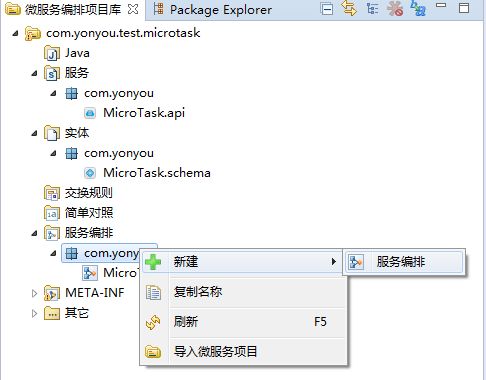 微服务编排项目库 Package Explorer
com.yonyou.test.microtask
Java
服务
com.yonyou
MicroTask.api
实体
com.yonyou
MicroTask.schema
交换规则
简单对照
服务编排
com.yonyou
新建 服务编排
MicroT
META-INF
复制名称
其它
刷新 F5
导入微服务项目